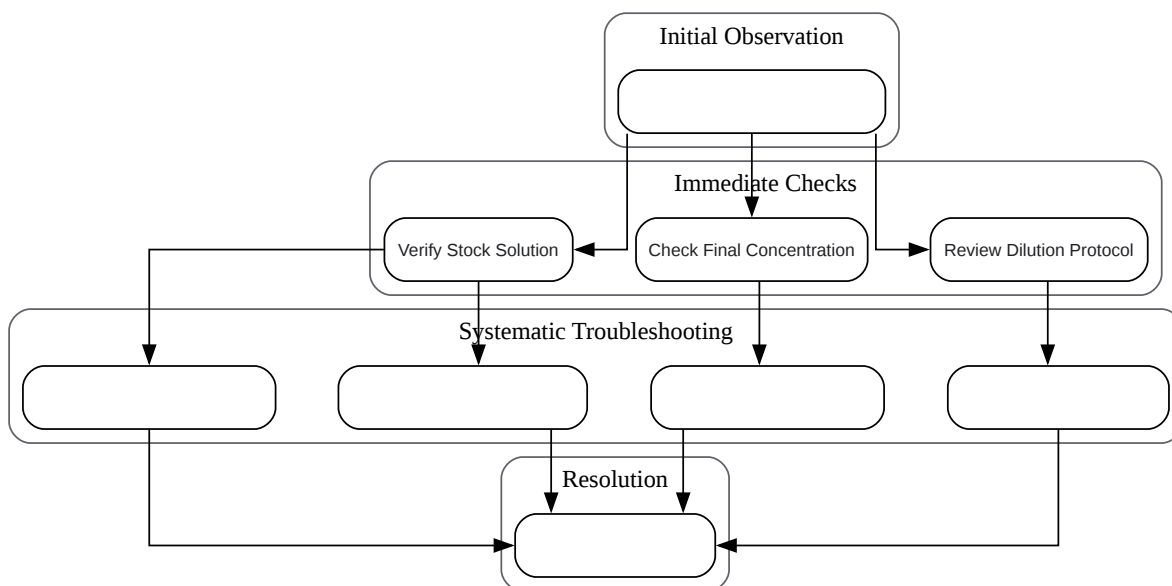 Initial Observation
Immediate Checks
Verify Stock Solution
Check Final Concentration
Review Dilution Protocol
Systematic Troubleshooting
Resolution